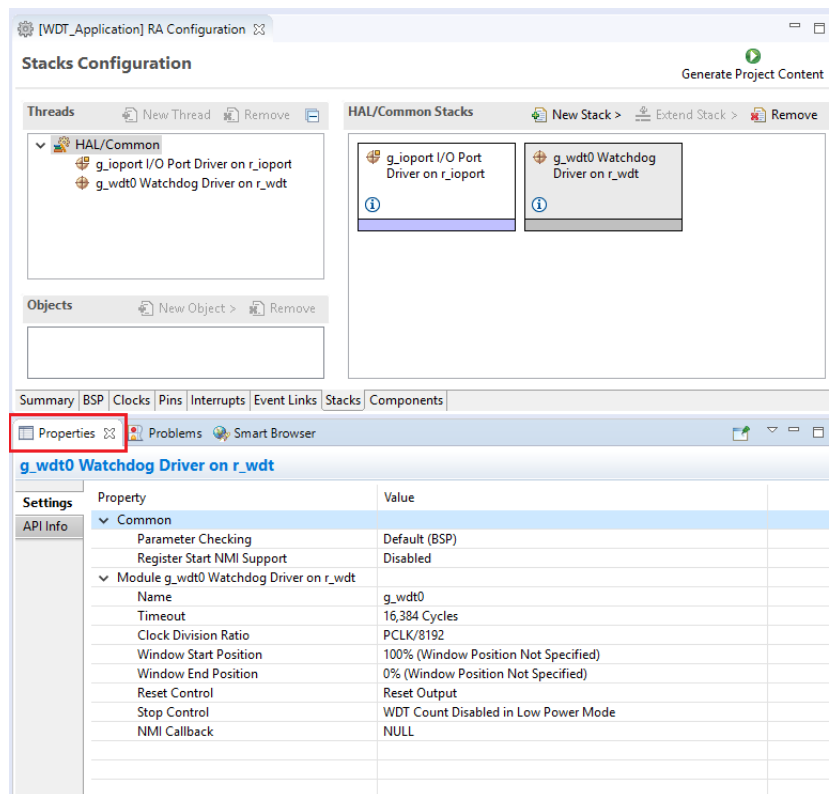 [WDT_Application] RA Configuration
Stacks Configuration
Generate Project Content
Threads
New Thread
Remove
HAL/Common Stacks
New Stack >
Extend Stack >
Remove
HAL/Common
g_ioport I/O Port Driver on r_ioport
g_wdt0 Watchdog Driver on r_wdt
g_ioport I/O Port
Driver on r_ioport
g_wdt0 Watchdog
Driver on r_wdt
Objects
New Object >
Remove
Summary BSP Clocks Pins Interrupts Event Links Stacks Components
Properties Problems Smart Browser
g_wdt0 Watchdog Driver on r_wdt
Settings
API Info
Property Value
Common
Parameter Checking Default (BSP)
Register Start NMI Support Disabled
Module g_wdt0 Watchdog Driver on r_wdt
Name g_wdt0
Timeout 16,384 Cycles
Clock Division Ratio PCLK/8192
Window Start Position 100% (Window Position Not Specified)
Window End Position 0% (Window Position Not Specified)
Reset Control Reset Output
Stop Control WDT Count Disabled in Low Power Mode
NMI Callback NULL